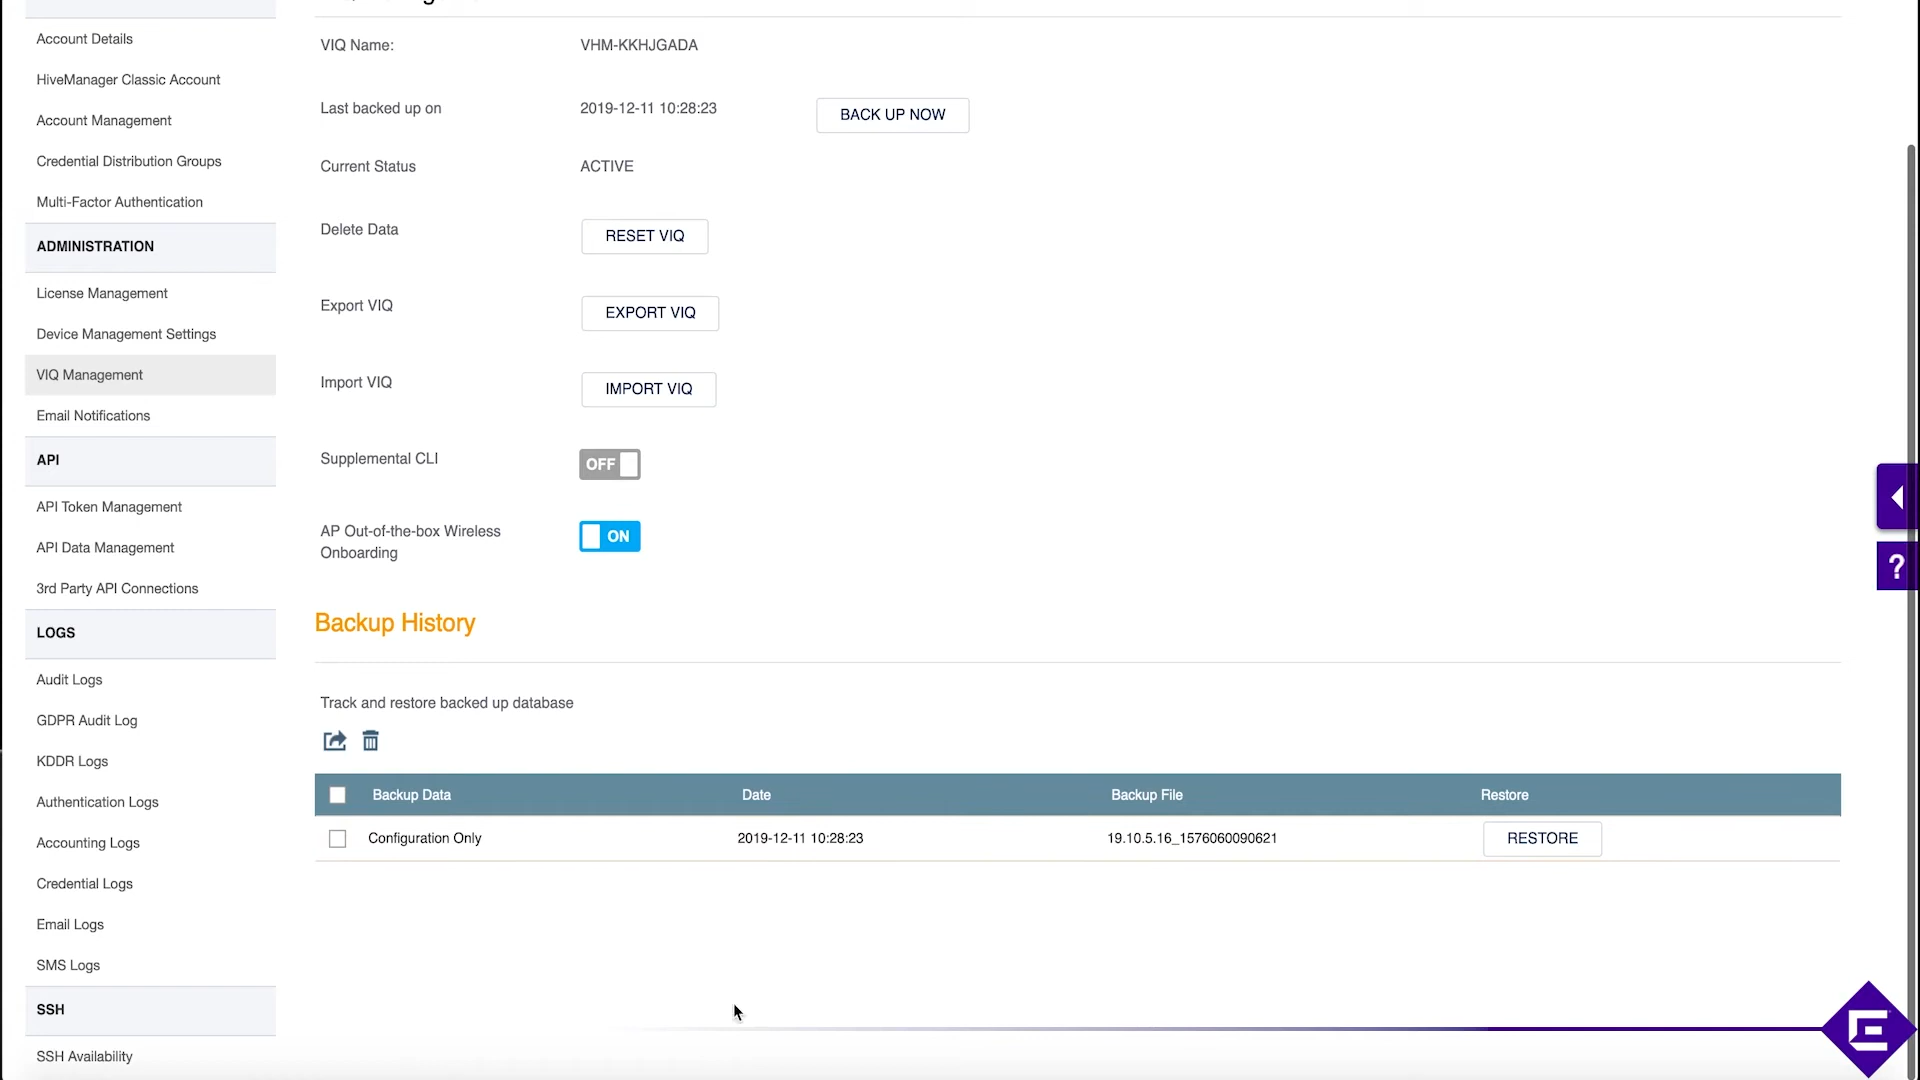 Account Details
HiveManager Classic Account
Account Management
Credential Distribution Groups
Multi-Factor Authentication
ADMINISTRATION
License Management
Device Management Settings
VIQ Management
Email Notifications
API
API Token Management
API Data Management
3rd Party API Connections
LOGS
Audit Logs
GDPR Audit Log
KDDR Logs
Authentication Logs
Accounting Logs
Credential Logs
Email Logs
SMS Logs
SSH
SSH Availability
VIQ Name: VHM-KKHJGADA
Last backed up on 2019-12-11 10:28:23 BACK UP NOW
Current Status ACTIVE
Delete Data RESET VIQ
Export VIQ EXPORT VIQ
Import VIQ IMPORT VIQ
Supplemental CLI OFF
AP Out-of-the-box Wireless ON
Onboarding
Backup History
Track and restore backed up database
Backup Data Date Backup File Restore
Configuration Only 2019-12-11 10:28:23 19.10.5.16_1576060090621 RESTORE
?
E